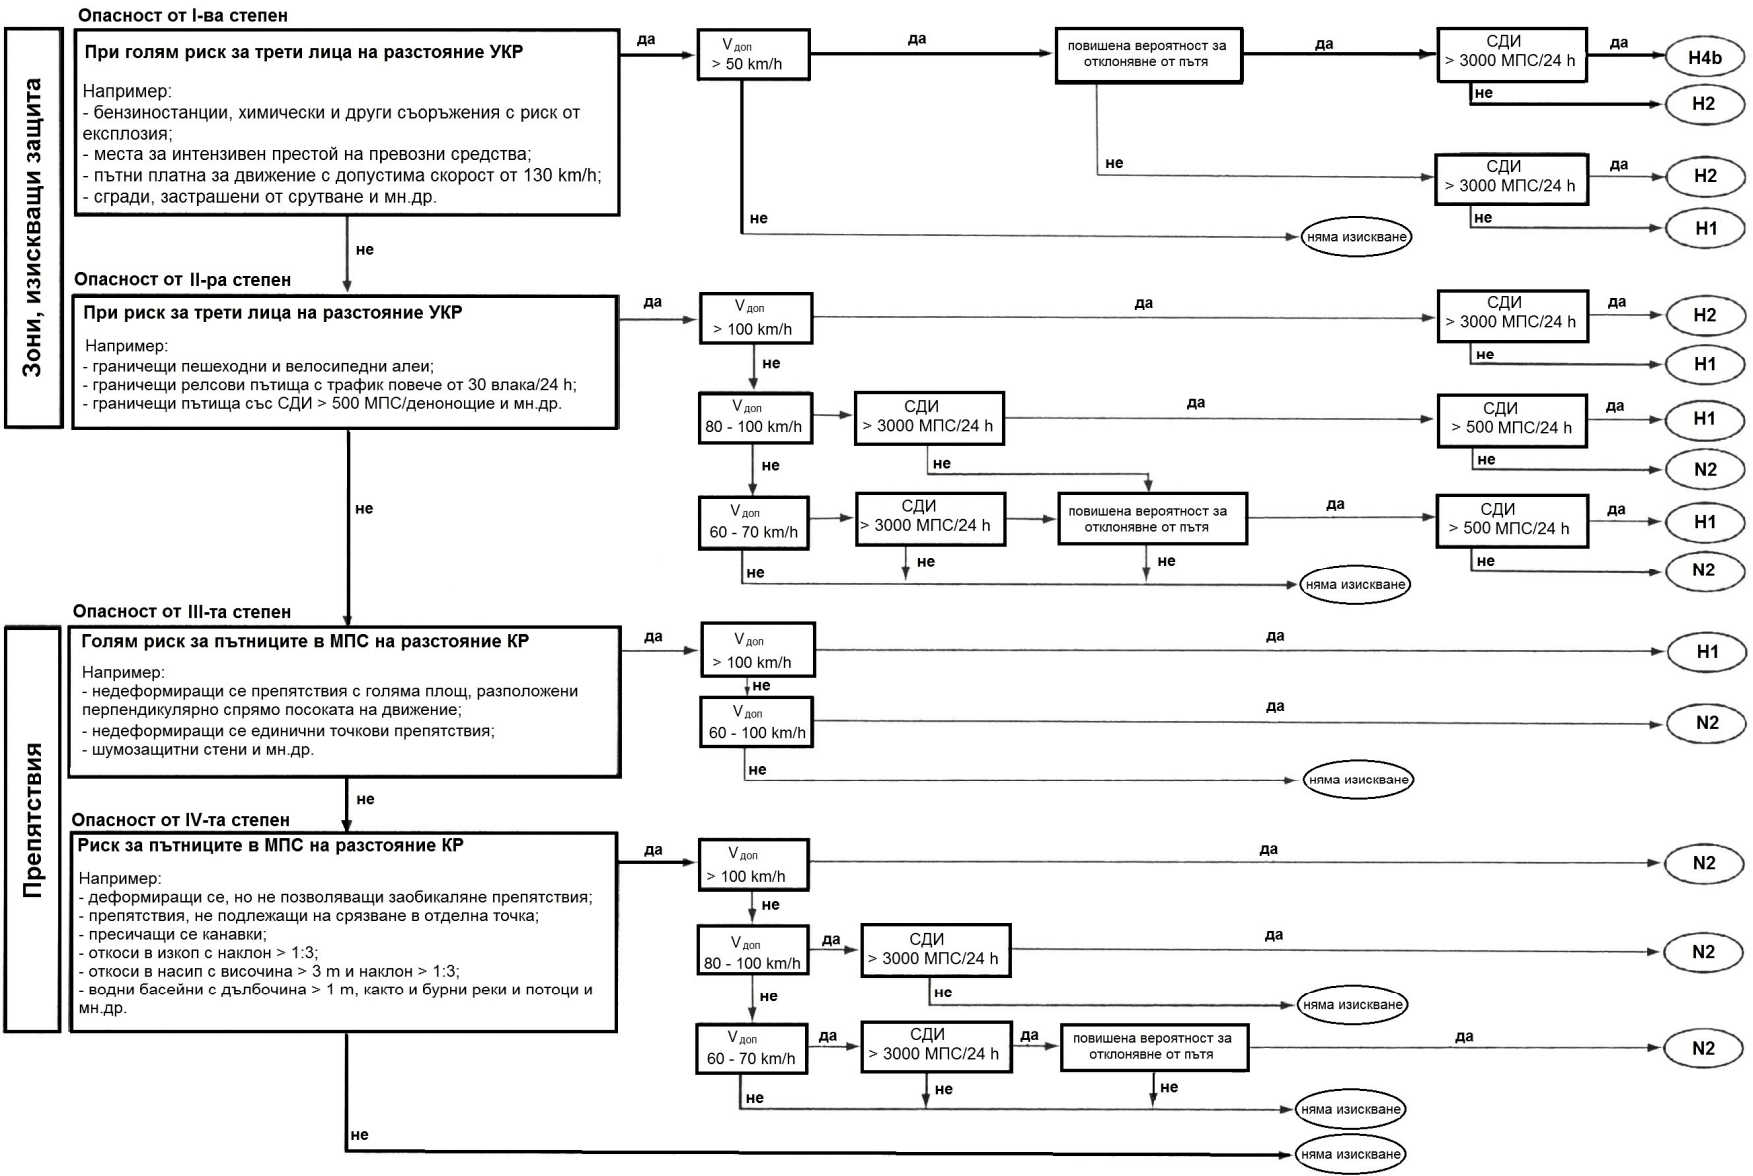 Зони, изискващи защита
Опасност от I-ва степен
При голям риск за трети лица на разстояние УКР
Например:
- бензиностанции, химически и други съоръжения с риск от
експлозия;
- места за интензивен престой на превозни средства;
- пътни платна за движение с допустима скорост от 130 km/h;
- сгради, застрашени от срутване и мн.др.
да
V доп
> 50 km/h
да
повишена вероятност за
отклонявне от пътя
да
СДИ
> 3000 МПС/24 h
да
H4b
не
H2
не
СДИ
> 3000 МПС/24 h
да
H2
не
H1
не
няма изискване
не
Опасност от II-ра степен
При риск за трети лица на разстояние УКР
Например:
- граничещи пешеходни и велосипедни алеи;
- граничещи релсови пътища с трафик повече от 30 влака/24 h;
- граничещи пътища със СДИ > 500 МПС/денонощие и мн.др.
да
V доп
> 100 km/h
да
СДИ
> 3000 МПС/24 h
да
H2
не
H1
не
V доп
80 - 100 km/h
СДИ
> 3000 МПС/24 h
да
СДИ
> 500 МПС/24 h
да
H1
не
N2
не
не
V доп
60 - 70 km/h
СДИ
> 3000 МПС/24 h
повишена вероятност за
отклонявне от пътя
да
СДИ
> 500 МПС/24 h
да
H1
не
N2
не
не
не
няма изискване
не
Препятствия
Опасност от III-та степен
Голям риск за пътниците в МПС на разстояние КР
Например:
- недеформиращи се препятствия с голяма площ, разположени
перпендикулярно спрямо посоката на движение;
- недеформиращи се единични точкови препятствия;
- шумозащитни стени и мн.др.
да
V доп
> 100 km/h
да
H1
не
V доп
60 - 100 km/h
да
N2
не
няма изискване
не
Опасност от IV-та степен
Риск за пътниците в МПС на разстояние КР
Например:
- деформиращи се, но не позволяващи заобикаляне препятствия;
- препятствия, не подлежащи на срязване в отделна точка;
- пресичащи се канавки;
- откоси в изкоп с наклон > 1:3;
- откоси в насип с височина > 3 m и наклон > 1:3;
- водни басейни с дълбочина > 1 m, както и бурни реки и потоци и
мн.др.
да
V доп
> 100 km/h
да
N2
не
V доп
80 - 100 km/h
да
СДИ
> 3000 МПС/24 h
да
N2
не
няма изискване
не
V доп
60 - 70 km/h
да
СДИ
> 3000 МПС/24 h
да
повишена вероятност за
отклонявне от пътя
да
N2
не
не
не
няма изискване
не
няма изискване